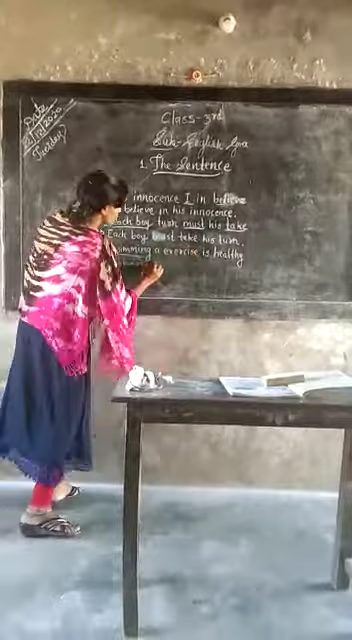 Date
Tuesday
Class-3rd
Sub-English Gra
1. The Sentence
innocence I in believe
believe in his innocence.
Each boy turn must his take
Each boy must take his turn.
a exercise is healthy